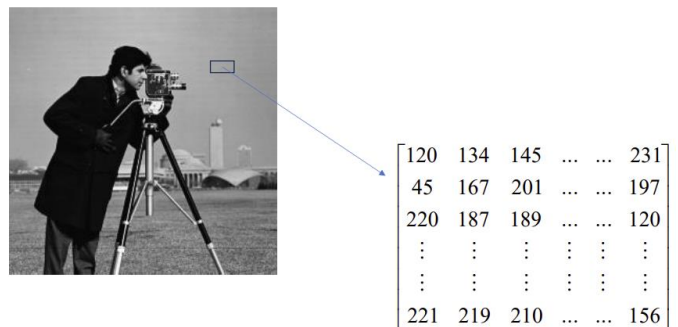 120 134 145 ... ... 231
45 167 201 ... ... 197
220 187 189 ... ... 120
⋮ ⋮ ⋮ ⋮ ⋮ ⋮
⋮ ⋮ ⋮ ⋮ ⋮ ⋮
221 219 210 ... ... 156